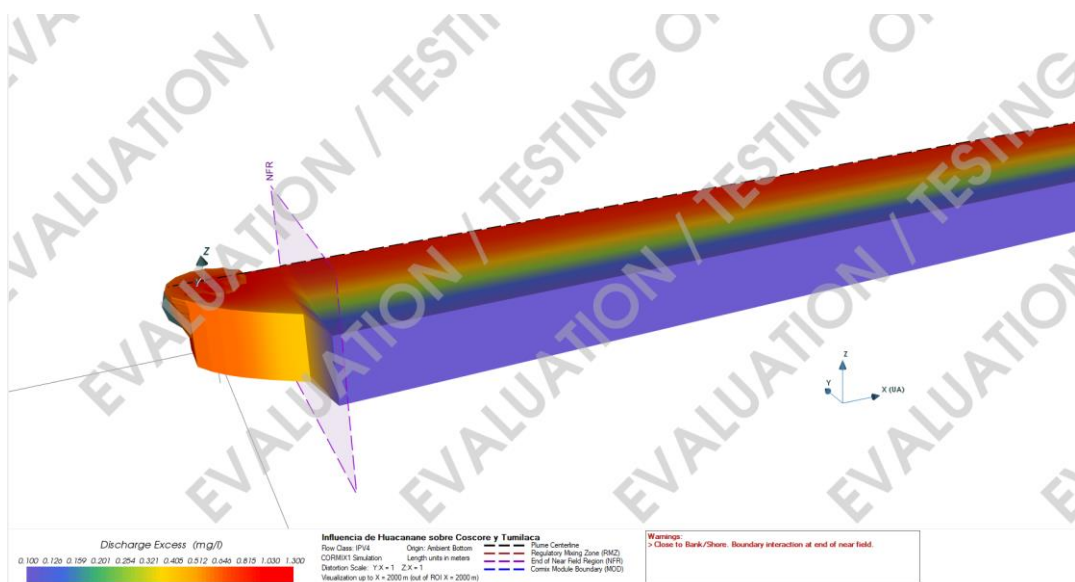 EVALUATION / TESTING ONLY
NFR
Z
Y
Z
Y
X (UA)
Discharge Excess (mg/l)
0.100 0.126 0.159 0.201 0.254 0.321 0.405 0.512 0.646 0.815 1.030 1.300
Influencia de Huacanane sobre Coscore y Tumilaca
Flow Class: IPV4 Origin: Ambient Bottom
CORMIX1 Simulation Length units in meters
Distortion Scale: Y:X = 1 Z:X = 1
Visualization up to X = 2000 m (out of ROI X = 2000 m)
Plume Centerline
Regulatory Mixing Zone (RMZ)
End of Near Field Region (NFR)
Cormix Module Boundary (MOD)
Warnings:
> Close to Bank/Shore. Boundary interaction at end of near field.